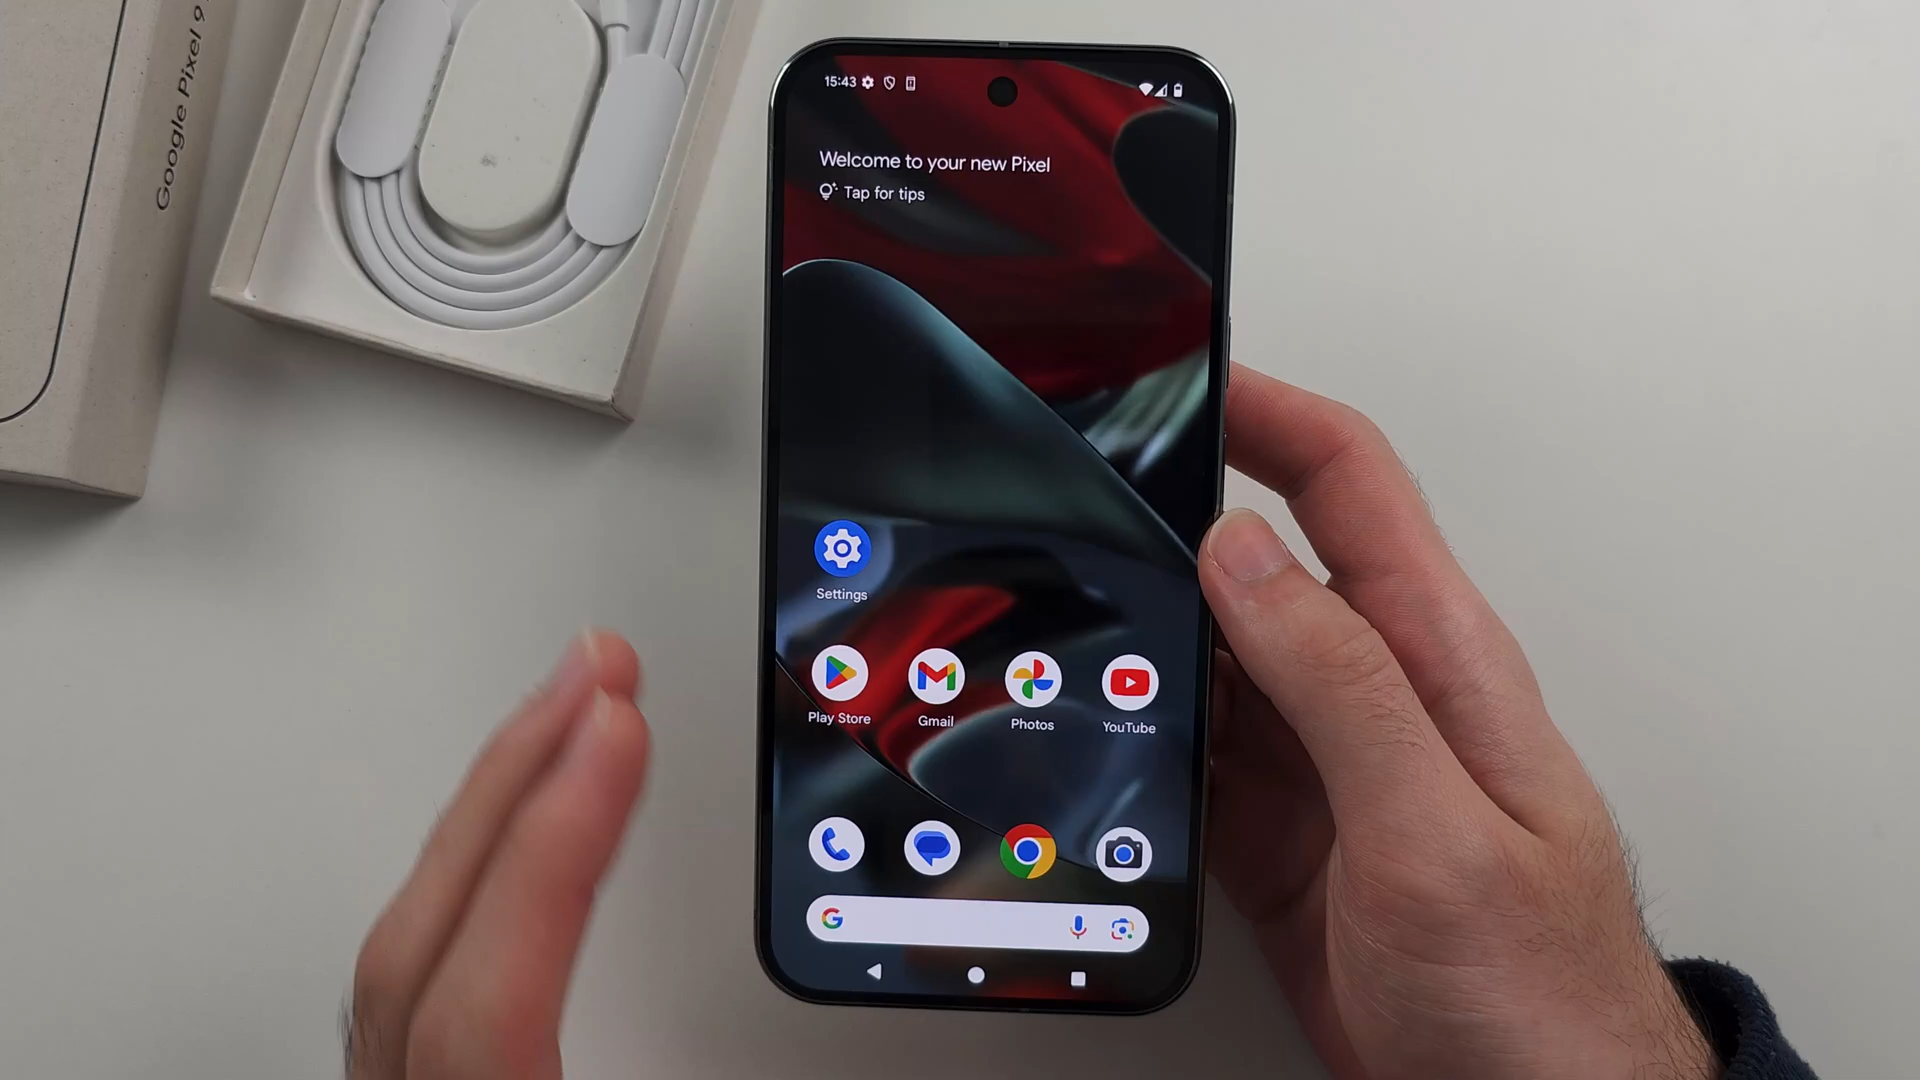 Google Pixel 9
15:43
Welcome to your new Pixel
Tap for tips
Settings
Play Store
Gmail
Photos
YouTube